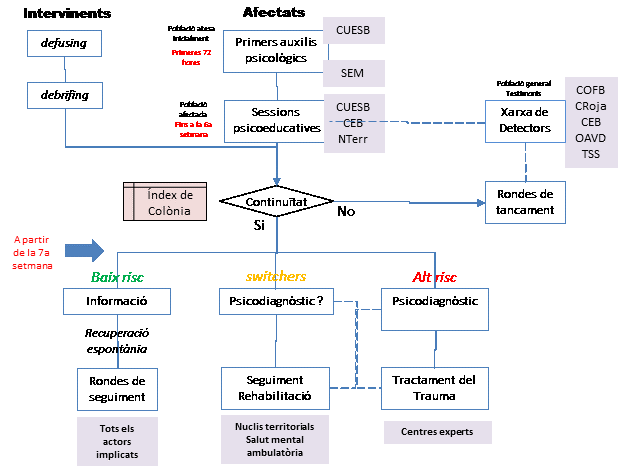 Intervinents
Afectats
defusing
debrifing
Població atesa
inicialment
Primeres 72
hores
Primers auxilis
psicològics
CUESB
SEM
Població
afectada
Fins a la 6a
setmana
Sessions
psicoeducatives
CUESB
CEB
NTerr
Població general
Testimonis
Xarxa de
Detectors
COFB
CRoja
CEB
OAVD
TSS
Índex de
Colònia
Continuïtat
No
Si
Rondes de
tancament
A partir
de la 7a
setmana
Baix risc
switchers
Alt risc
Informació
Psicodiagnòstic ?
Psicodiagnòstic
Recuperació
espontània
Rondes de
seguiment
Seguiment
Rehabilitació
Tractament del
Trauma
Tots els
actors
implicats
Nuclis territorials
Salut mental
ambulatòria
Centres experts